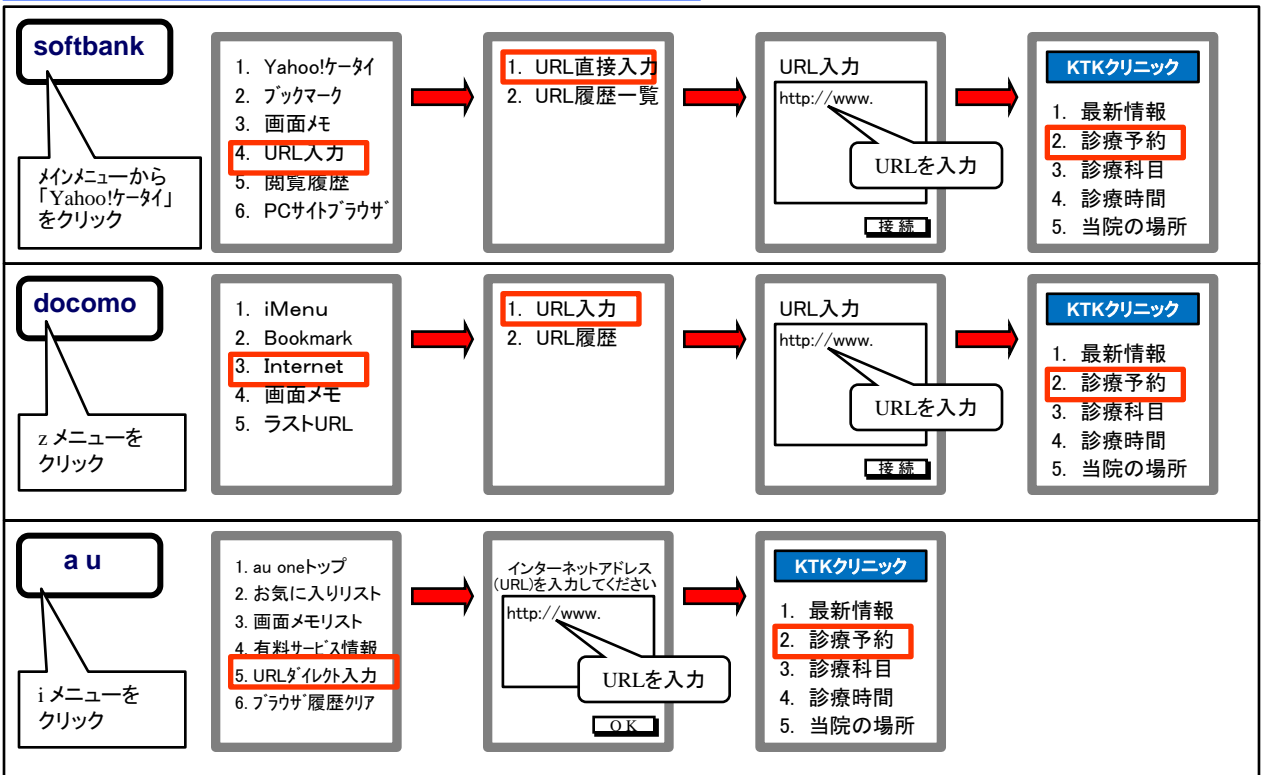 softbank
メインメニューから
「Yahoo!ケータイ」
をクリック
1. Yahoo!ケータイ
2. ブックマーク
3. 画面メモ
4. URL入力
5.閲覧履歴
6. PCサイトブラウザ
1. URL直接入力
2. URL履歴一覧
URL入力
http://www.
URLを入力
接続
KTKクリニック
1. 最新情報
2. 診療予約
3. 診療科目
4. 診療時間
5. 当院の場所
docomo
z メニューを
クリック
1. iMenu
2. Bookmark
3. Internet
4. 画面メモ
5. ラストURL
1. URL入力
2. URL履歴
URL入力
http://www.
URLを入力
接続
KTKクリニック
1. 最新情報
2. 診療予約
3. 診療科目
4. 診療時間
5. 当院の場所
a u
i メニューを
クリック
1. au oneトップ
2. お気に入りリスト
3. 画面メモリスト
4. 有料サービス情報
5. URLダイレクト入力
6. ブラウザ履歴クリア
インターネットアドレス
(URL)を入力してください
http://www.
URLを入力
OK
KTKクリニック
1. 最新情報
2. 診療予約
3. 診療科目
4. 診療時間
5. 当院の場所